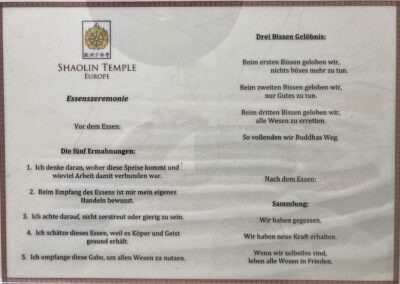 歐洲少林寺
SHAOLIN TEMPLE
EUROPE
Essenszeremonie
Vor dem Essen:
Die fünf Ermahnungen:
1. Ich denke daran, woher diese Speise kommt und
wieviel Arbeit damit verbunden war.
2. Beim Empfang des Essens ist mir mein eigenes
Handeln bewusst.
3. Ich achte darauf, nicht zerstreut oder gierig zu sein.
4. Ich schätze dieses Essen, weil es Köper und Geist
gesund erhält.
5. Ich empfange diese Gabe, um allen Wesen zu nutzen.
Drei Bissen Gelöbnis:
Beim ersten Bissen geloben wir,
nichts böses mehr zu tun.
Beim zweiten Bissen geloben wir,
nur Gutes zu tun.
Beim dritten Bissen geloben wir,
alle Wesen zu erretten.
So vollenden wir Buddhas Weg.
Nach dem Essen:
Sammlung:
Wir haben gegessen.
Wir haben neue Kraft erhalten.
Wenn wir selbstlos sind,
leben alle Wesen in Frieden.